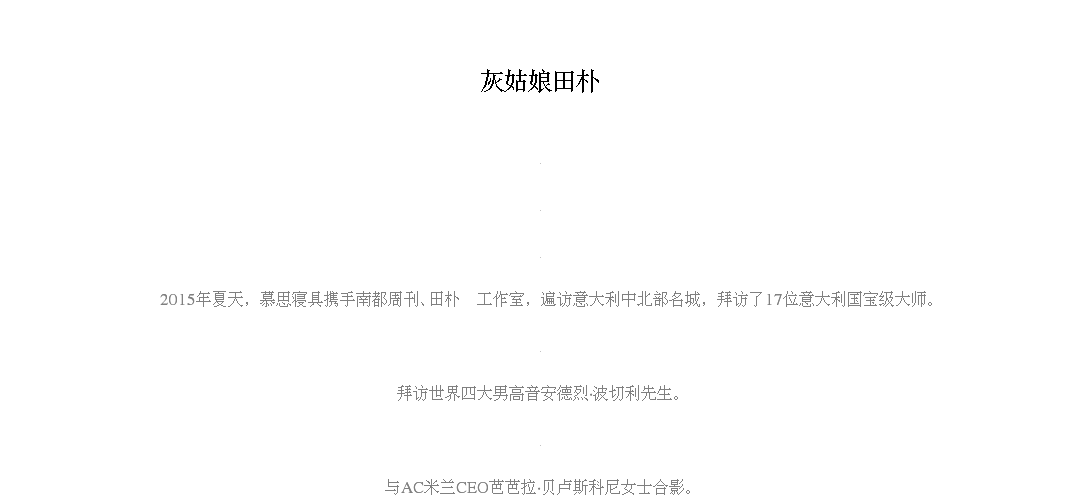 灰姑娘田朴
2015年夏天，慕思寝具携手南都周刊、田朴　工作室，遍访意大利中北部名城，拜访了17位意大利国宝级大师。
拜访世界四大男高音安德烈·波切利先生。
与AC米兰CEO芭芭拉·贝卢斯科尼女士合影。